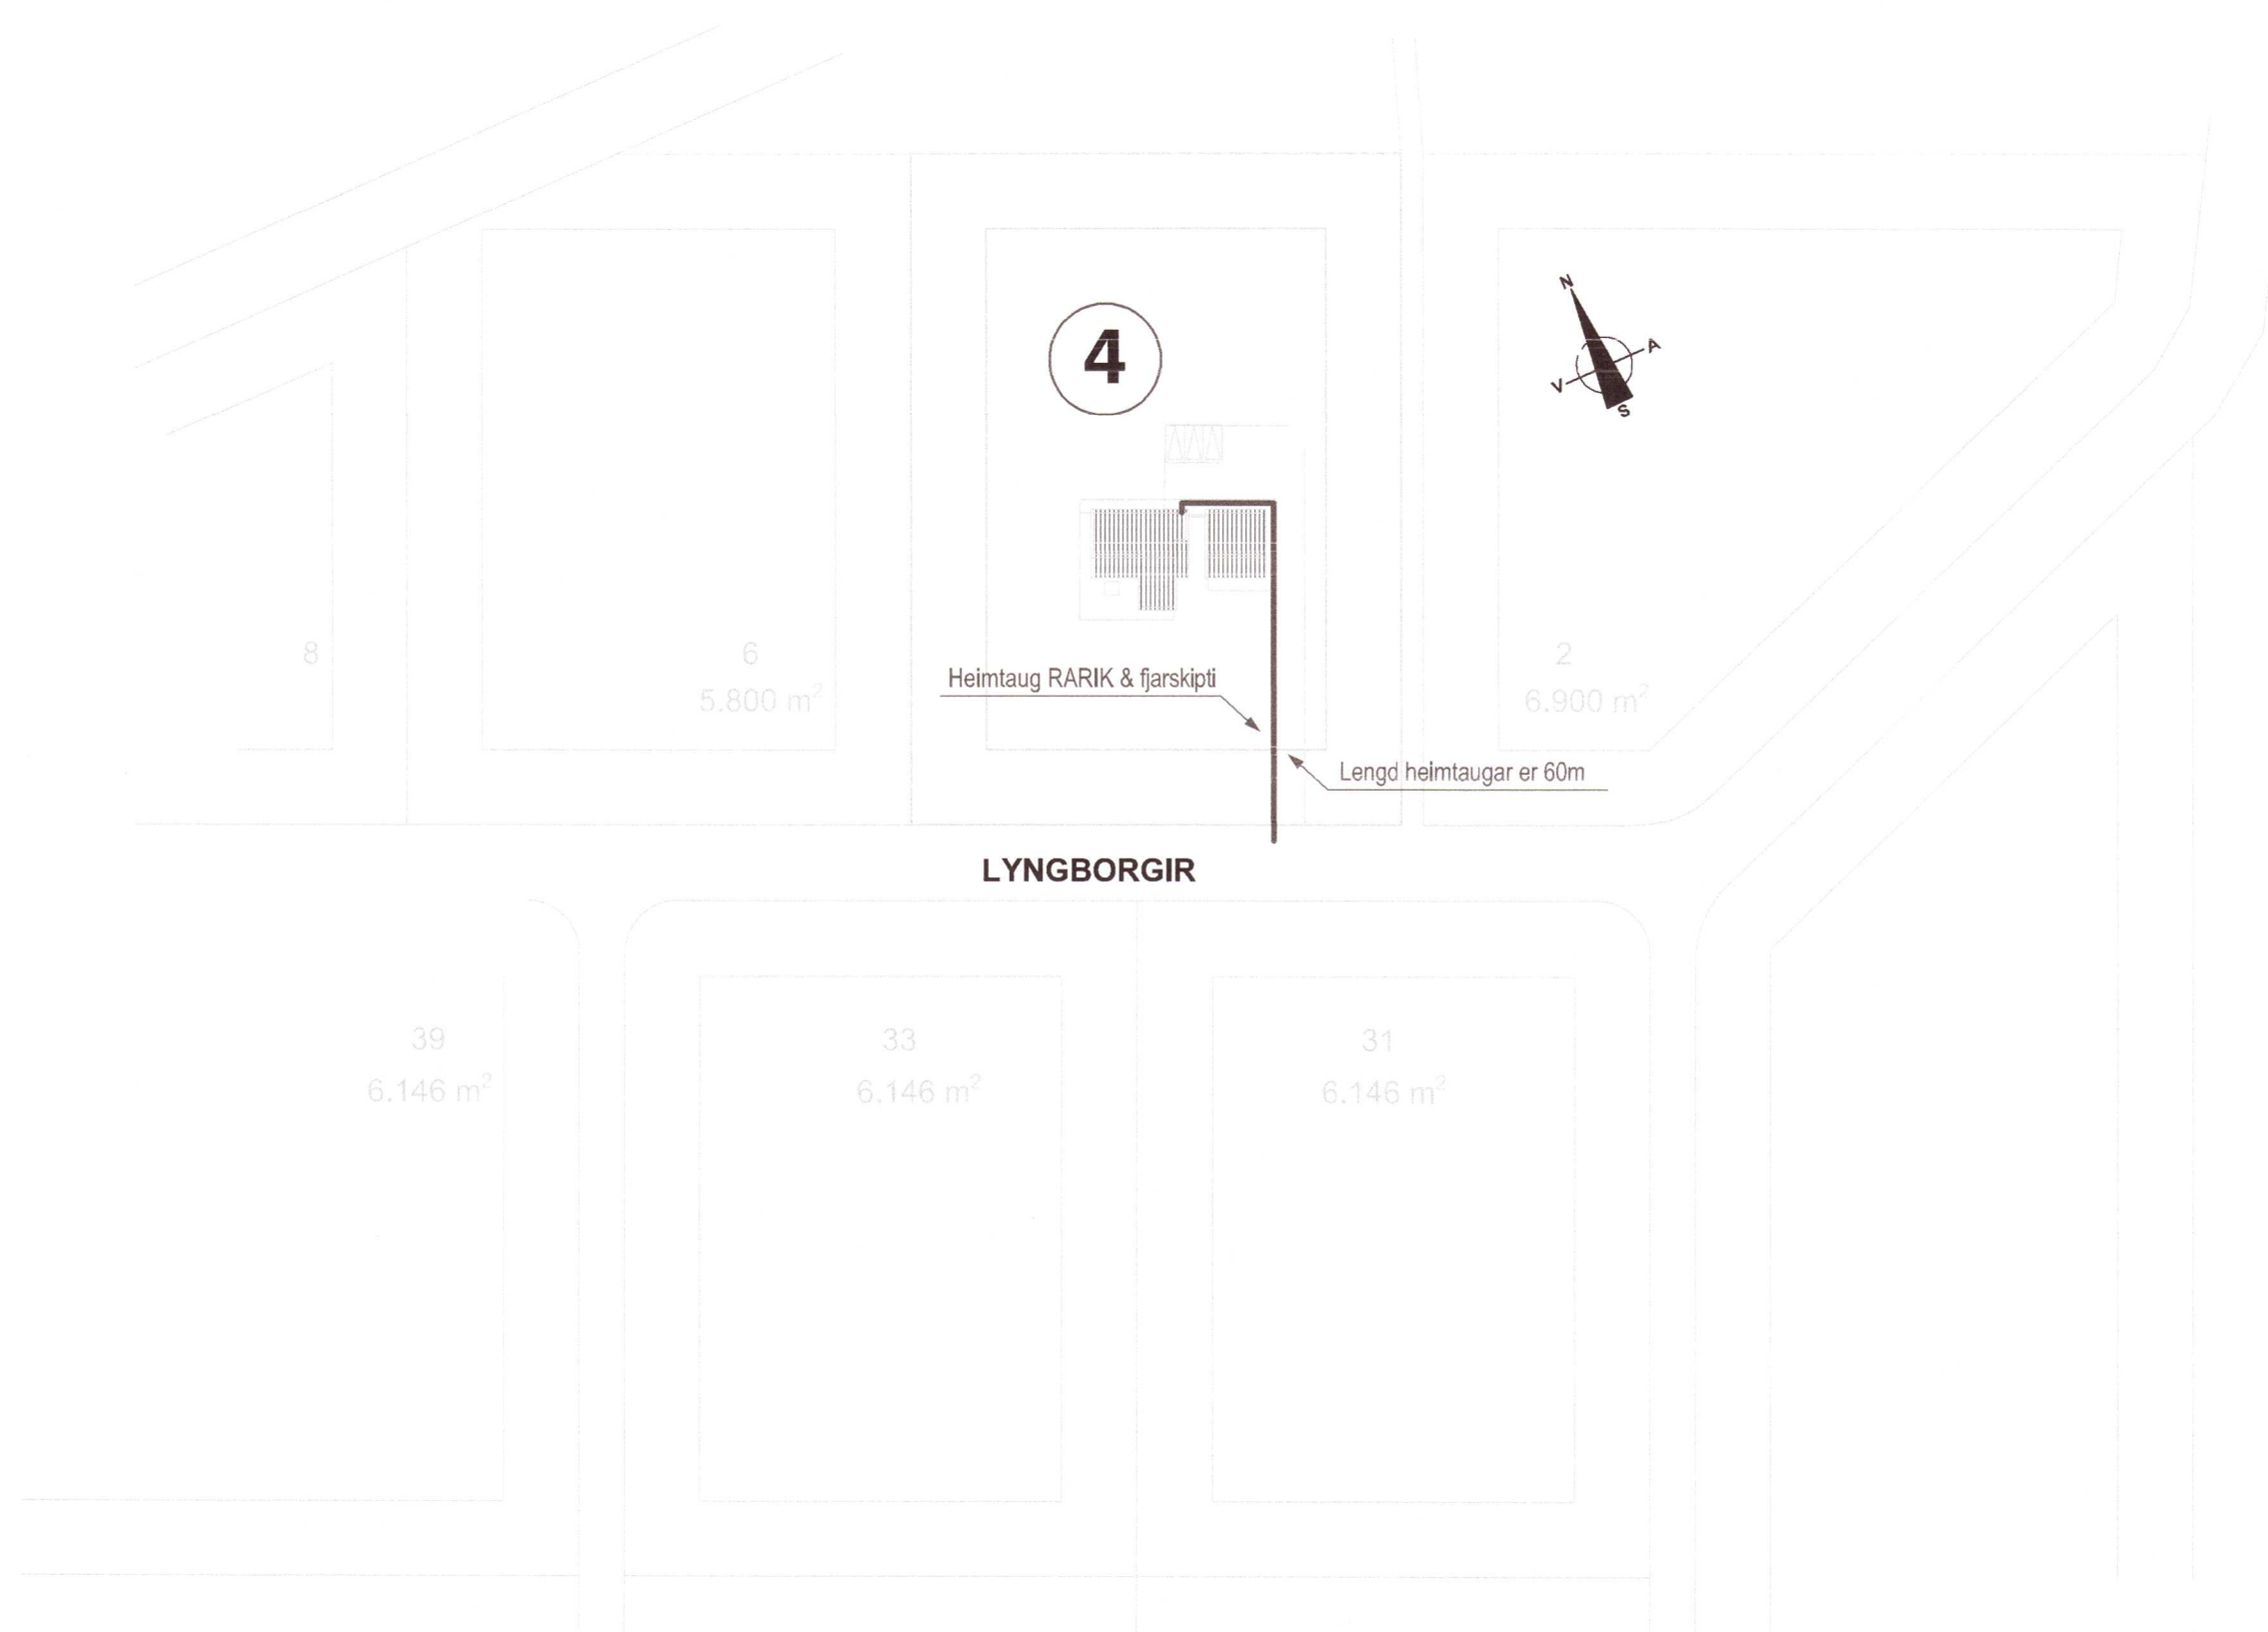 4
N
A
V
S
8
6
5.800 m²
2
6.900 m²
Heimtaug RARIK & fjarskipti
Lengd heimtaugar er 60m
LYNGBORGIR
39
6.146 m²
33
6.146 m²
31
6.146 m²